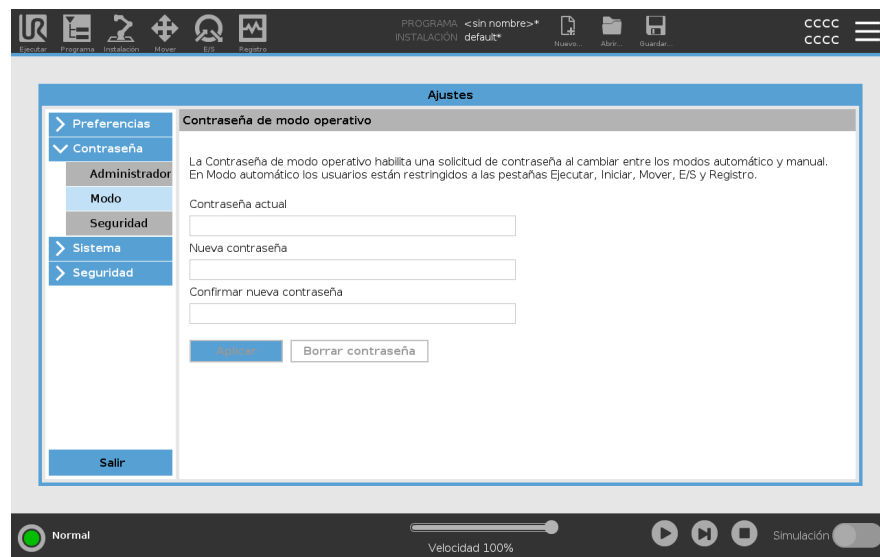 UR
PROGRAMA <sin nombre>*
INSTALACIÓN default*
CCCC
CCCC
Ejecutar Programa Instalación Mover E/S Registro Nuevo... Abrir... Guardar...
Ajustes
Preferencias
Contraseña
Administrador
Modo
Seguridad
Sistema
Seguridad
Salir
Contraseña de modo operativo
La Contraseña de modo operativo habilita una solicitud de contraseña al cambiar entre los modos automático y manual.
En Modo automático los usuarios están restringidos a las pestañas Ejecutar, Iniciar, Mover, E/S y Registro.
Contraseña actual
Nueva contraseña
Confirmar nueva contraseña
Aplicar Borrar contraseña
Normal
Velocidad 100%
Simulación